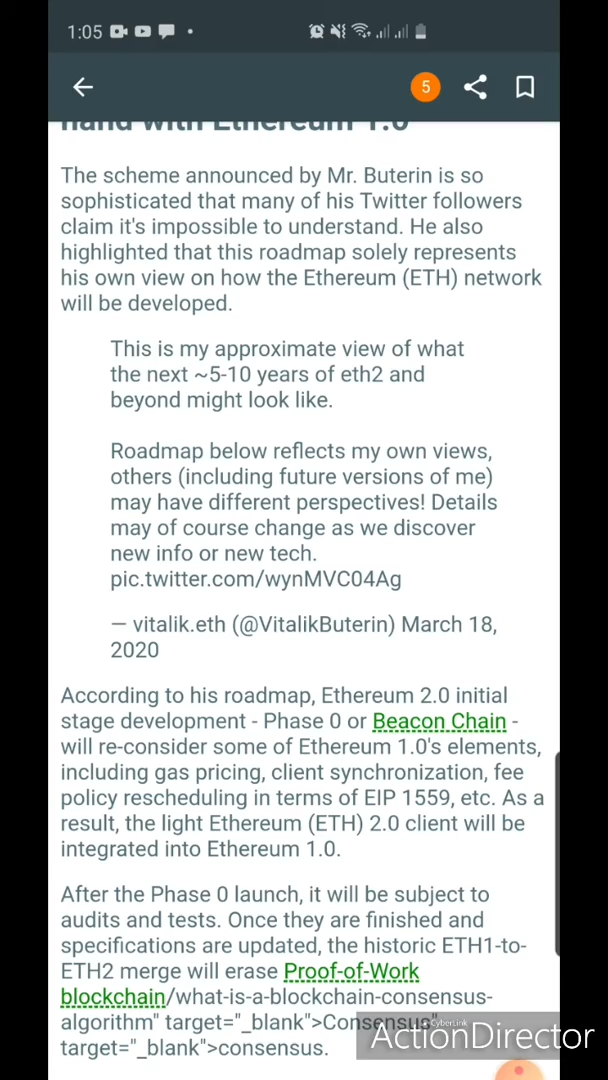 1:05
5
hand with Ethereum 1.0
The scheme announced by Mr. Buterin is so
sophisticated that many of his Twitter followers
claim it's impossible to understand. He also
highlighted that this roadmap solely represents
his own view on how the Ethereum (ETH) network
will be developed.
This is my approximate view of what
the next ~5-10 years of eth2 and
beyond might look like.
Roadmap below reflects my own views,
others (including future versions of me)
may have different perspectives! Details
may of course change as we discover
new info or new tech.
pic.twitter.com/wynMVC04Ag
— vitalik.eth (@VitalikButerin) March 18,
2020
According to his roadmap, Ethereum 2.0 initial
stage development - Phase 0 or Beacon Chain -
will re-consider some of Ethereum 1.0's elements,
including gas pricing, client synchronization, fee
policy rescheduling in terms of EIP 1559, etc. As a
result, the light Ethereum (ETH) 2.0 client will be
integrated into Ethereum 1.0.
After the Phase 0 launch, it will be subject to
audits and tests. Once they are finished and
specifications are updated, the historic ETH1-to-
ETH2 merge will erase Proof-of-Work
blockchain/what-is-a-blockchain-consensus-
algorithm" target="_blank">Consensus"
target="_blank">consensus.
CyberLink
ActionDirector